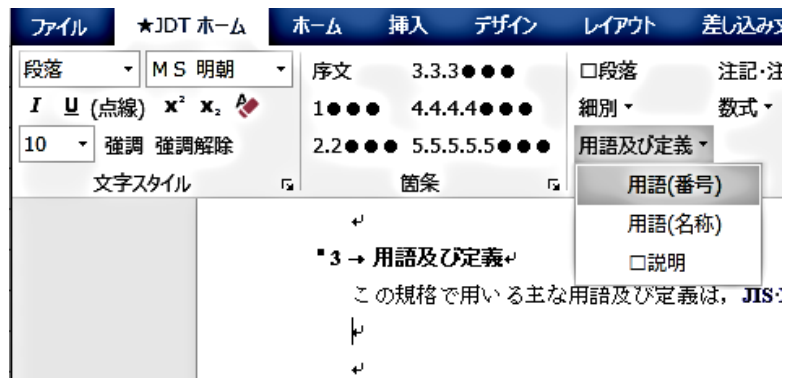 ファイル ★JDT ホーム ホーム 挿入 デザイン レイアウト 差し込み文
段落 MS 明朝 序文 3.3.3●●● □段落 注記・注
I U (点線) x² x₂ 1●●● 4.4.4.4●●● 細別 数式
10 強調 強調解除 2.2●●● 5.5.5.5.5●●● 用語及び定義
文字スタイル 箇条 用語(番号)
用語(名称)
3 → 用語及び定義
□説明
この規格で用いる主な用語及び定義は，JIS